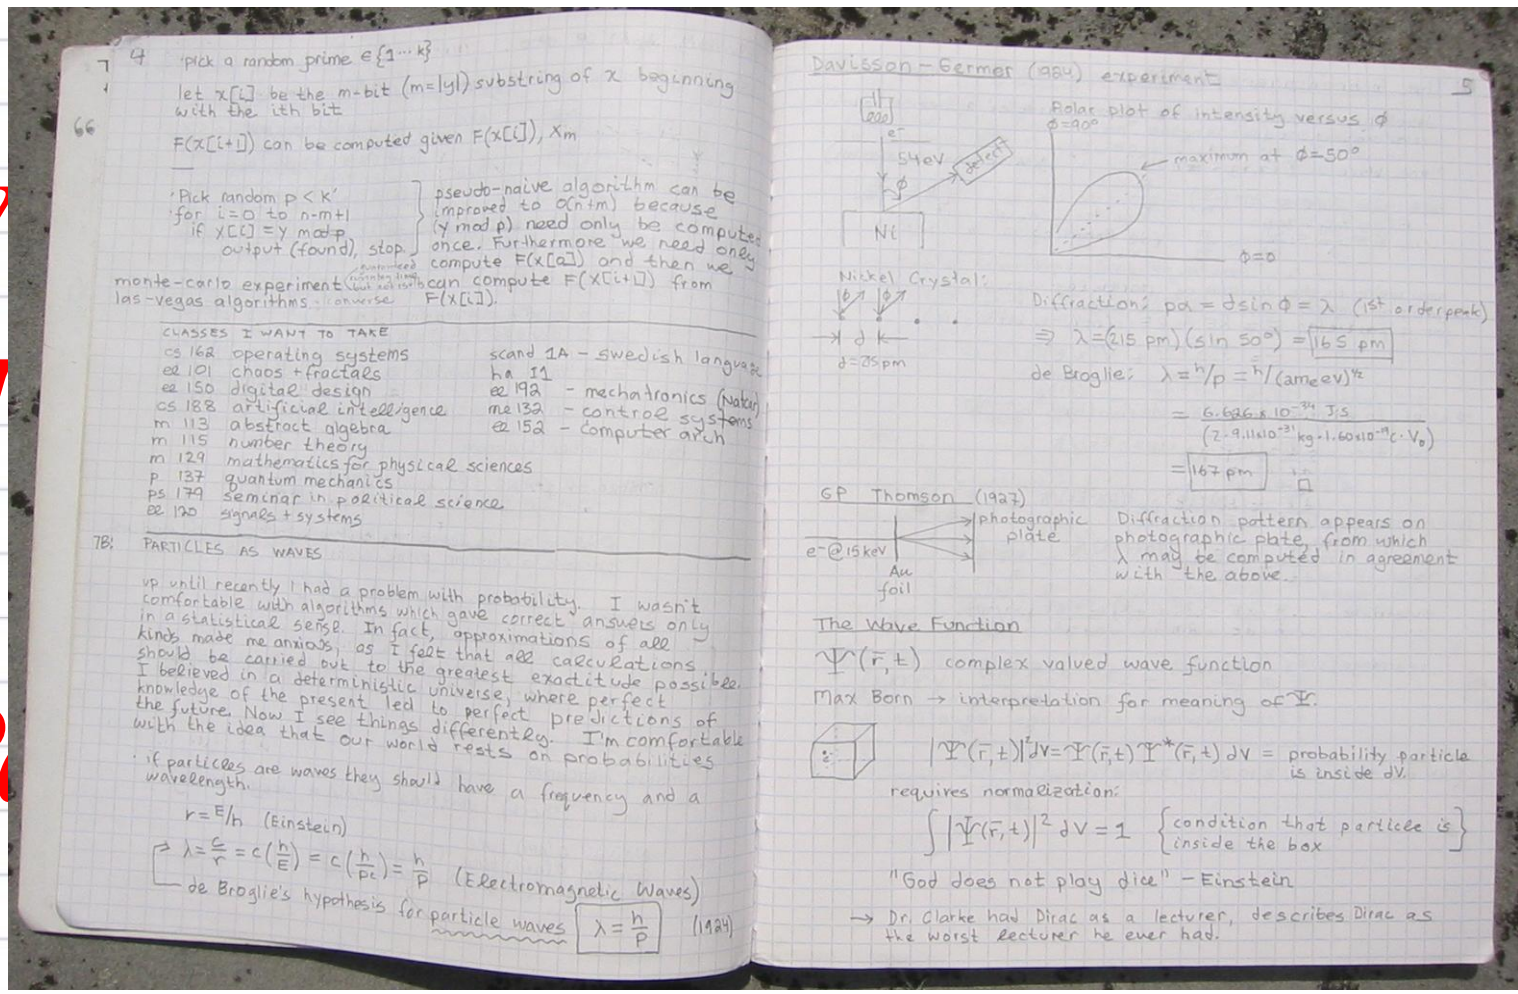 4
pick a random prime ∈ {1 ... k}
let x[i] be the m-bit (m=|y|) substring of x beginning
with the ith bit
66
F(x[i+1]) can be computed given F(x[i]), xm
Pick random p < k
for i=0 to n-m+1
if x[i] = y mod p
output (found), stop.
pseudo-naive algorithm can be
improved to O(n+m) because
(y mod p) need only be computed
once. Furthermore we need only
compute F(x[0]) and then we
can compute F(x[i+1]) from
F(x[i]).
monte-carlo experiment
las-vegas algorithms converse
CLASSES I WANT TO TAKE
cs 162 operating systems
ee 101 chaos + fractals
ee 150 digital design
cs 188 artificial intelligence
m 113 abstract algebra
m 115 number theory
m 129 mathematics for physical sciences
p 137 quantum mechanics
ps 179 seminar in political science
ee 120 signals + systems
scand 1A - swedish language
ha 11
ee 192 - mechatronics
me 132 - control systems
ee 152 - computer arch
7B: PARTICLES AS WAVES
up until recently I had a problem with probability. I wasn't
comfortable with algorithms which gave correct answers only
in a statistical sense. In fact, approximations of all
kinds made me anxious, as I felt that all calculations
should be carried out to the greatest exactitude possible.
I believed in a deterministic universe, where perfect
knowledge of the present led to perfect predictions of
the future. Now I see things differently. I'm comfortable
with the idea that our world rests on probabilities
· if particles are waves they should have a frequency and a
wavelength.
r = E/h (Einstein)
λ = c/r = c(h/E) = c(h/pc) = h/p (Electromagnetic Waves)
de Broglie's hypothesis for particle waves λ = h/p (1924)
5
Davisson-Germer (1924) experiment
e-
54eV
detect
φ
Ni
Polar plot of intensity versus φ
φ=90°
maximum at φ=50°
φ=0
Nickel Crystal:
φ φ
d
d=215pm
Diffraction: pd = d sin φ = λ (1st order peak)
⇒ λ = (215 pm)(sin 50°) = 165 pm
de Broglie: λ = h/p = h/(2meev)^1/2
= 6.626 x 10^-34 J·s / (2·9.11x10^-31 kg·1.60x10^-19 C·V0)
= 167 pm
GP Thomson (1927)
e- @ 15 keV
Au
foil
photographic
plate
Diffraction pattern appears on
photographic plate, from which
λ may be computed in agreement
with the above.
The Wave Function
Ψ(r̄,t) complex valued wave function
Max Born → interpretation for meaning of Ψ.
|Ψ(r̄,t)|²dV = Ψ(r̄,t) Ψ*(r̄,t) dV = probability particle
is inside dV.
requires normalization:
∫|Ψ(r̄,t)|² dV = 1 {condition that particle is
inside the box}
"God does not play dice" - Einstein
→ Dr. Clarke had Dirac as a lecturer, describes Dirac as
the worst lecturer he ever had.